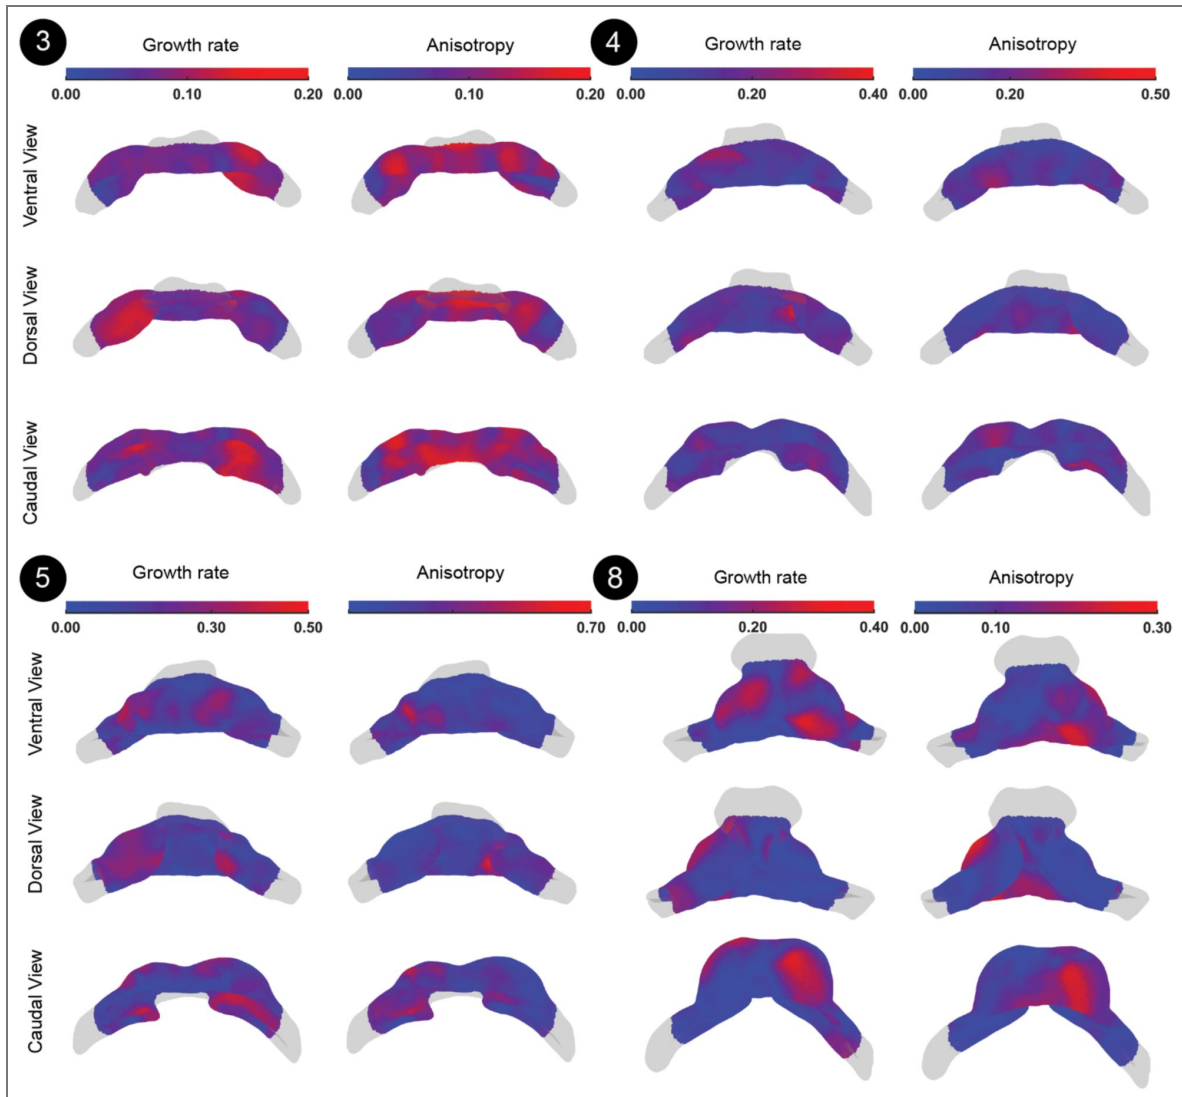 3
Growth rate
Anisotropy
0.00 0.10 0.20
0.00 0.10 0.20
Ventral View
Dorsal View
Caudal View
4
Growth rate
Anisotropy
0.00 0.20 0.40
0.00 0.20 0.50
5
Growth rate
Anisotropy
0.00 0.30 0.50
0.70
Ventral View
Dorsal View
Caudal View
8
Growth rate
Anisotropy
0.00 0.20 0.40
0.00 0.10 0.30